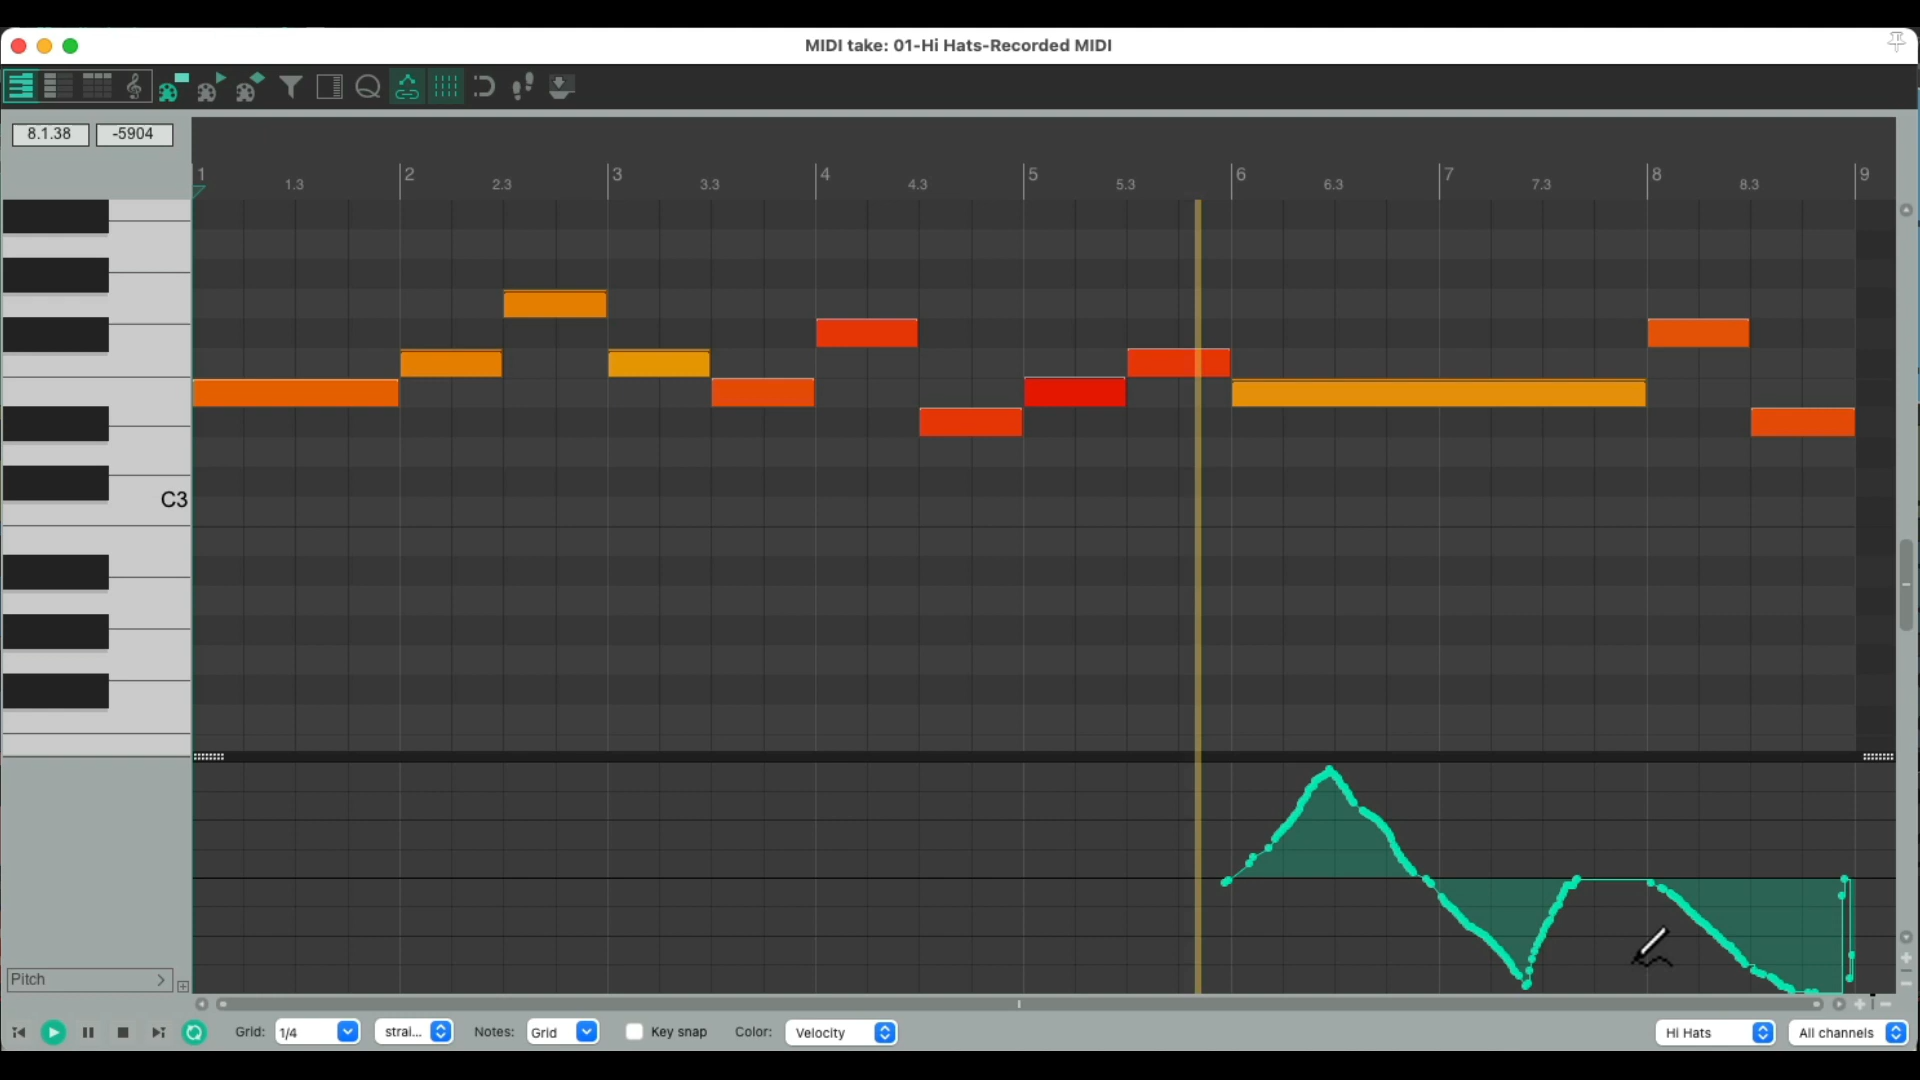 MIDI take: 01-Hi Hats-Recorded MIDI
8.1.38 -5904
1 1.3 2 2.3 3 3.3 4 4.3 5 5.3 6 6.3 7 7.3 8 8.3 9
C3
Pitch
Grid: 1/4 strai... Notes: Grid Key snap Color: Velocity Hi Hats All channels